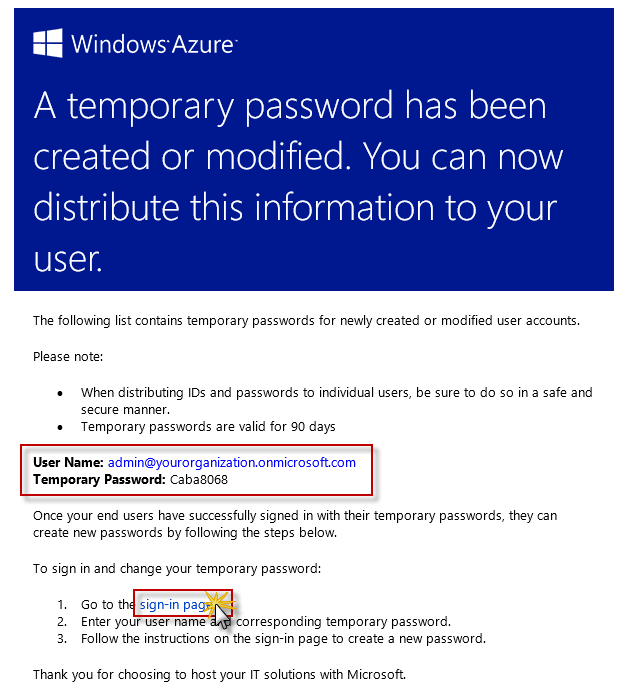 Windows Azure
A temporary password has been
created or modified. You can now
distribute this information to your
user.
The following list contains temporary passwords for newly created or modified user accounts.
Please note:
• When distributing IDs and passwords to individual users, be sure to do so in a safe and
secure manner.
• Temporary passwords are valid for 90 days
User Name: admin@yourorganization.onmicrosoft.com
Temporary Password: Caba8068
Once your end users have successfully signed in with their temporary passwords, they can
create new passwords by following the steps below.
To sign in and change your temporary password:
1. Go to the sign-in page
2. Enter your user name and corresponding temporary password.
3. Follow the instructions on the sign-in page to create a new password.
Thank you for choosing to host your IT solutions with Microsoft.